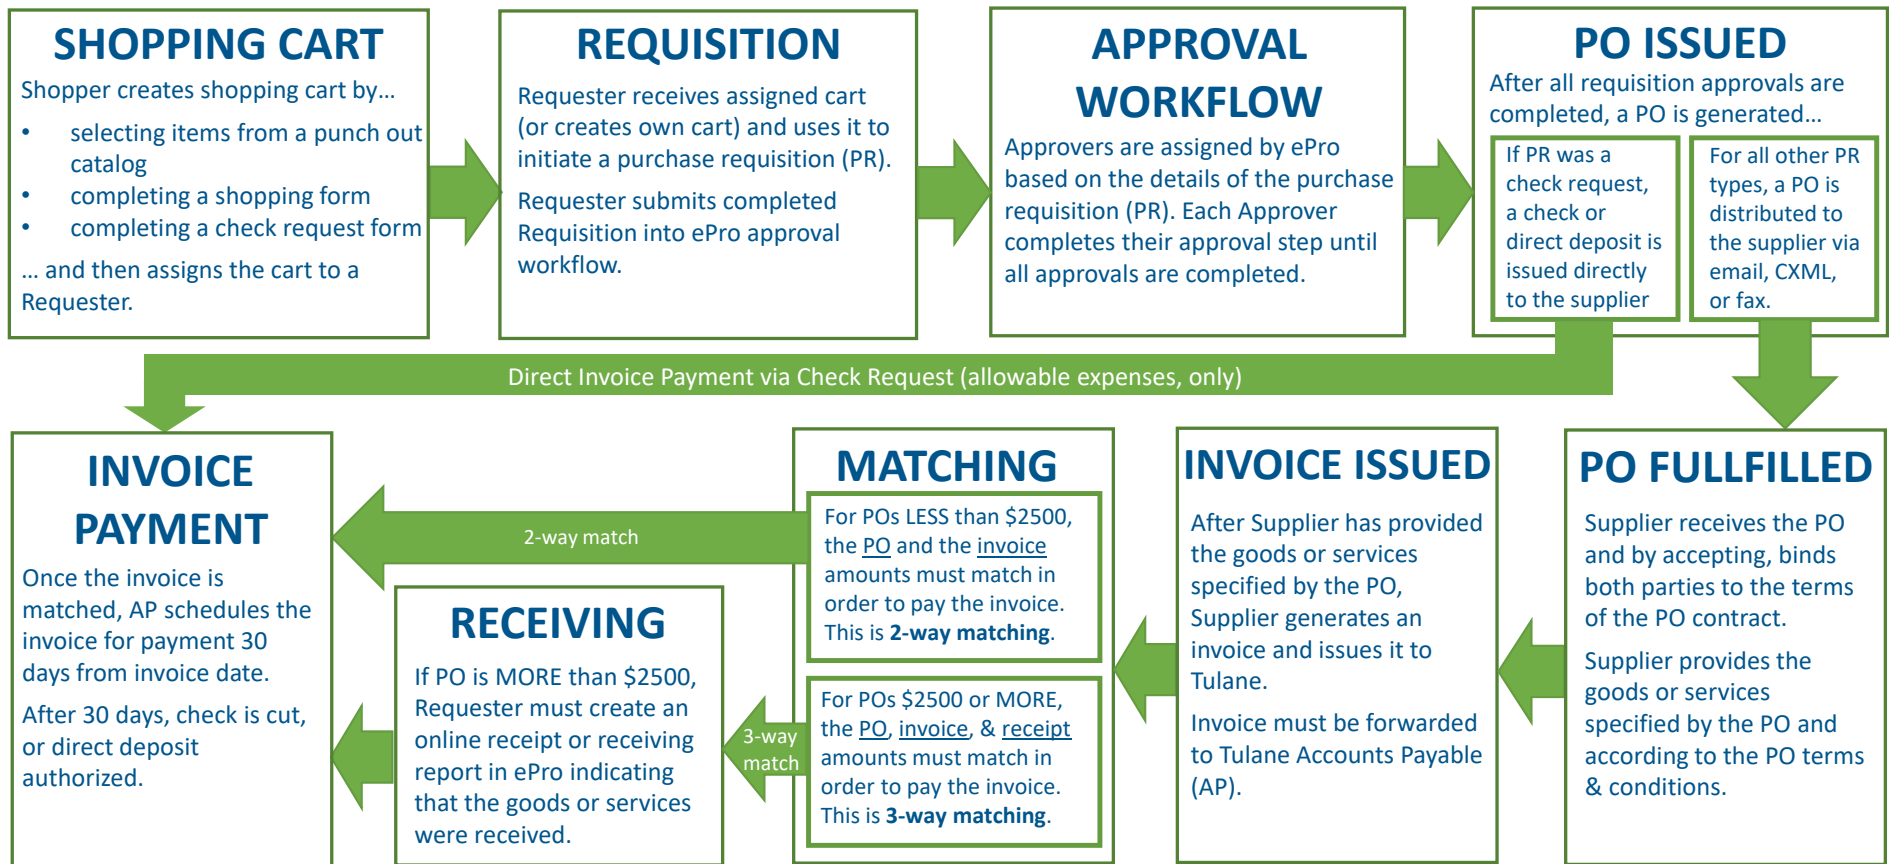 SHOPPING CART
Shopper creates shopping cart by...
• selecting items from a punch out
catalog
• completing a shopping form
• completing a check request form
... and then assigns the cart to a
Requester.
REQUISITION
Requester receives assigned cart
(or creates own cart) and uses it to
initiate a purchase requisition (PR).
Requester submits completed
Requisition into ePro approval
workflow.
APPROVAL
WORKFLOW
Approvers are assigned by ePro
based on the details of the purchase
requisition (PR). Each Approver
completes their approval step until
all approvals are completed.
PO ISSUED
After all requisition approvals are
completed, a PO is generated...
If PR was a
check request,
a check or
direct deposit is
issued directly
to the supplier
For all other PR
types, a PO is
distributed to
the supplier via
email, CXML,
or fax.
Direct Invoice Payment via Check Request (allowable expenses, only)
INVOICE
PAYMENT
Once the invoice is
matched, AP schedules the
invoice for payment 30
days from invoice date.
After 30 days, check is cut,
or direct deposit
authorized.
2-way match
RECEIVING
If PO is MORE than $2500,
Requester must create an
online receipt or receiving
report in ePro indicating
that the goods or services
were received.
3-way
match
MATCHING
For POs LESS than $2500,
the PO and the invoice
amounts must match in
order to pay the invoice.
This is 2-way matching.
For POs $2500 or MORE,
the PO, invoice, & receipt
amounts must match in
order to pay the invoice.
This is 3-way matching.
INVOICE ISSUED
After Supplier has provided
the goods or services
specified by the PO,
Supplier generates an
invoice and issues it to
Tulane.
Invoice must be forwarded
to Tulane Accounts Payable
(AP).
PO FULLFILLED
Supplier receives the PO
and by accepting, binds
both parties to the terms
of the PO contract.
Supplier provides the
goods or services
specified by the PO and
according to the PO terms
& conditions.